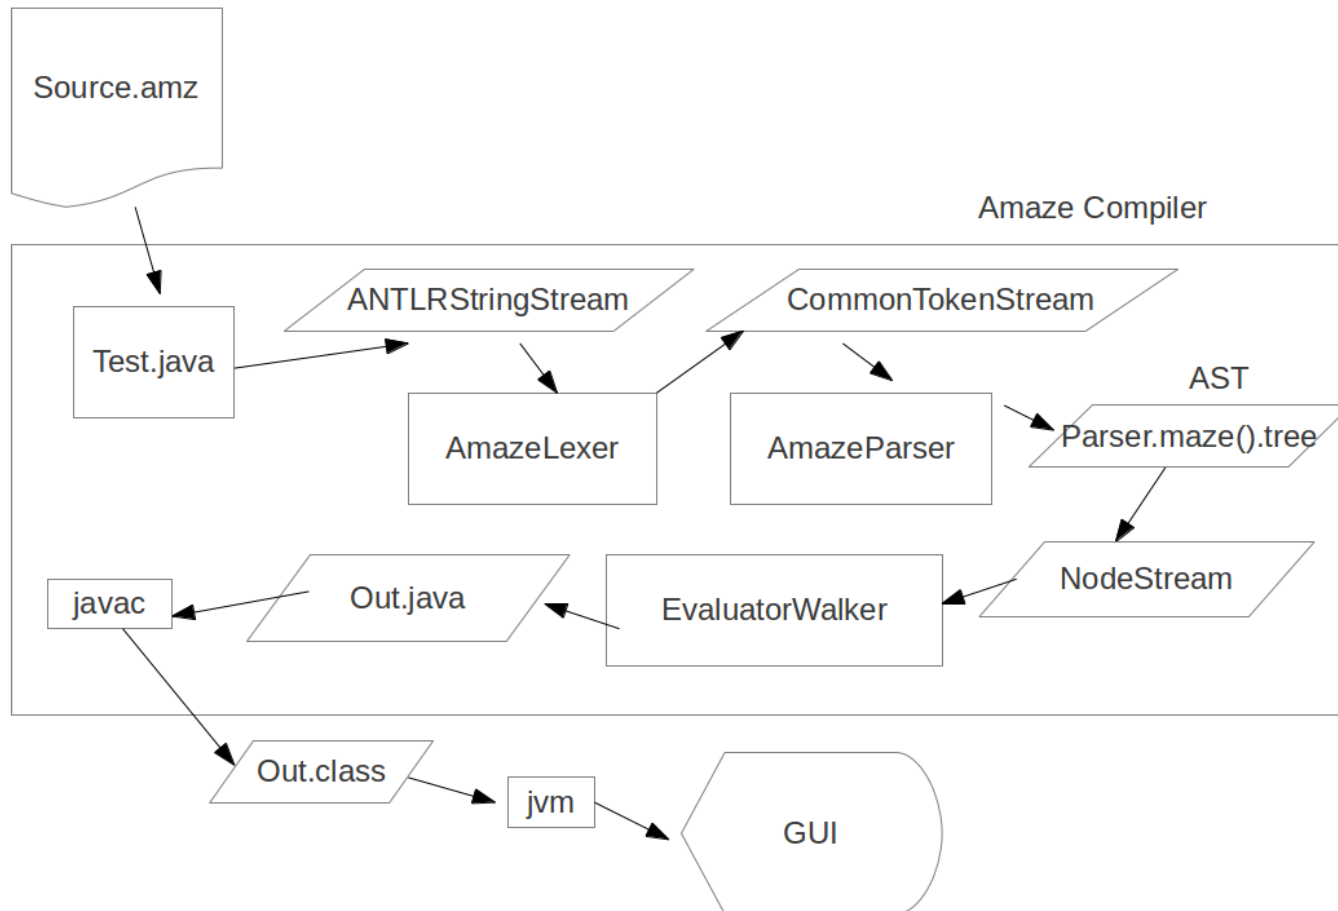 Source.amz
Amaze Compiler
ANTLRStringStream
CommonTokenStream
Test.java
AST
AmazeLexer
AmazeParser
Parser.maze().tree
javac
Out.java
EvaluatorWalker
NodeStream
Out.class
jvm
GUI